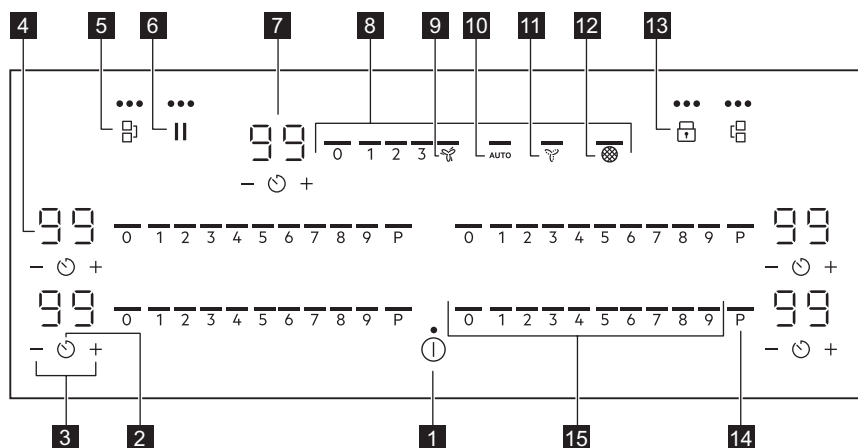 4 5 6 7 8 9 10 11 12 13
99 0 1 2 3 AUTO
− +
99 0 1 2 3 4 5 6 7 8 9 P 0 1 2 3 4 5 6 7 8 9 P 99
− + − +
99 0 1 2 3 4 5 6 7 8 9 P 0 1 2 3 4 5 6 7 8 9 P 99
− + − +
3 2 1 15 14